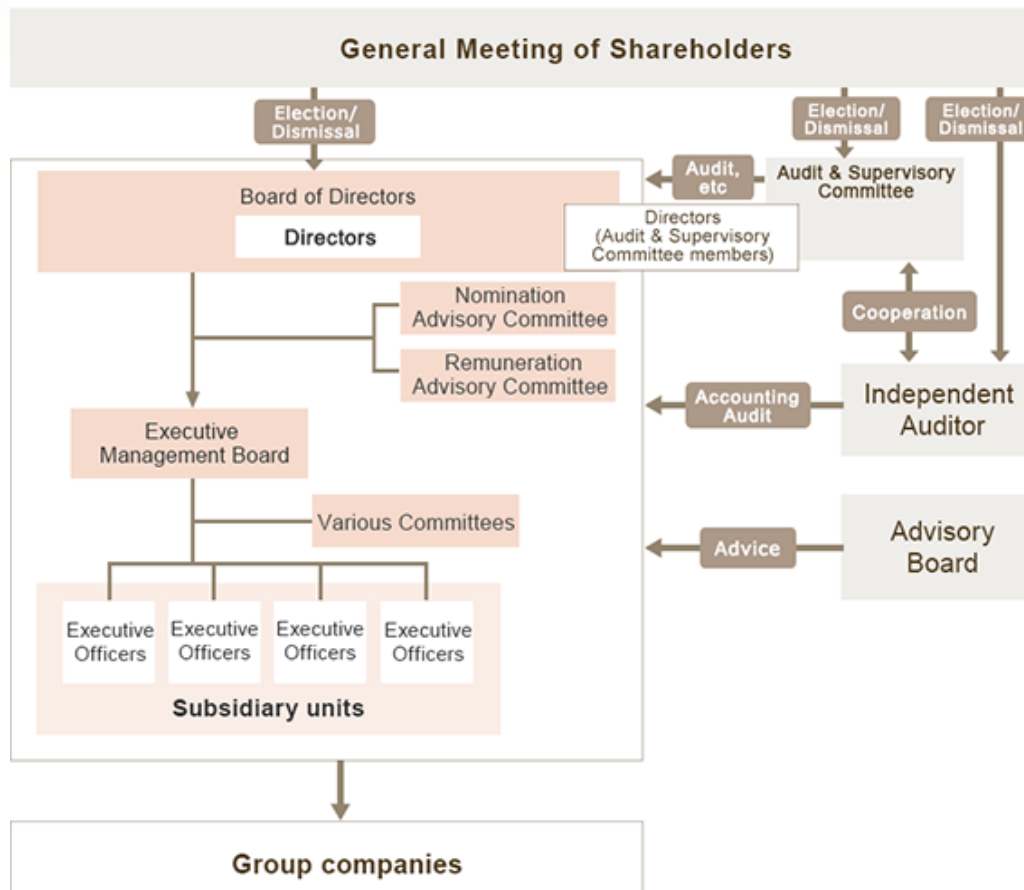 General Meeting of Shareholders
Election/
Dismissal
Election/
Dismissal
Election/
Dismissal
Board of Directors
Directors
Audit,
etc
Audit & Supervisory
Committee
Directors
(Audit & Supervisory
Committee members)
Nomination
Advisory Committee
Remuneration
Advisory Committee
Cooperation
Accounting
Audit
Independent
Auditor
Executive
Management Board
Various Committees
Advice
Advisory
Board
Executive
Officers
Executive
Officers
Executive
Officers
Executive
Officers
Subsidiary units
Group companies